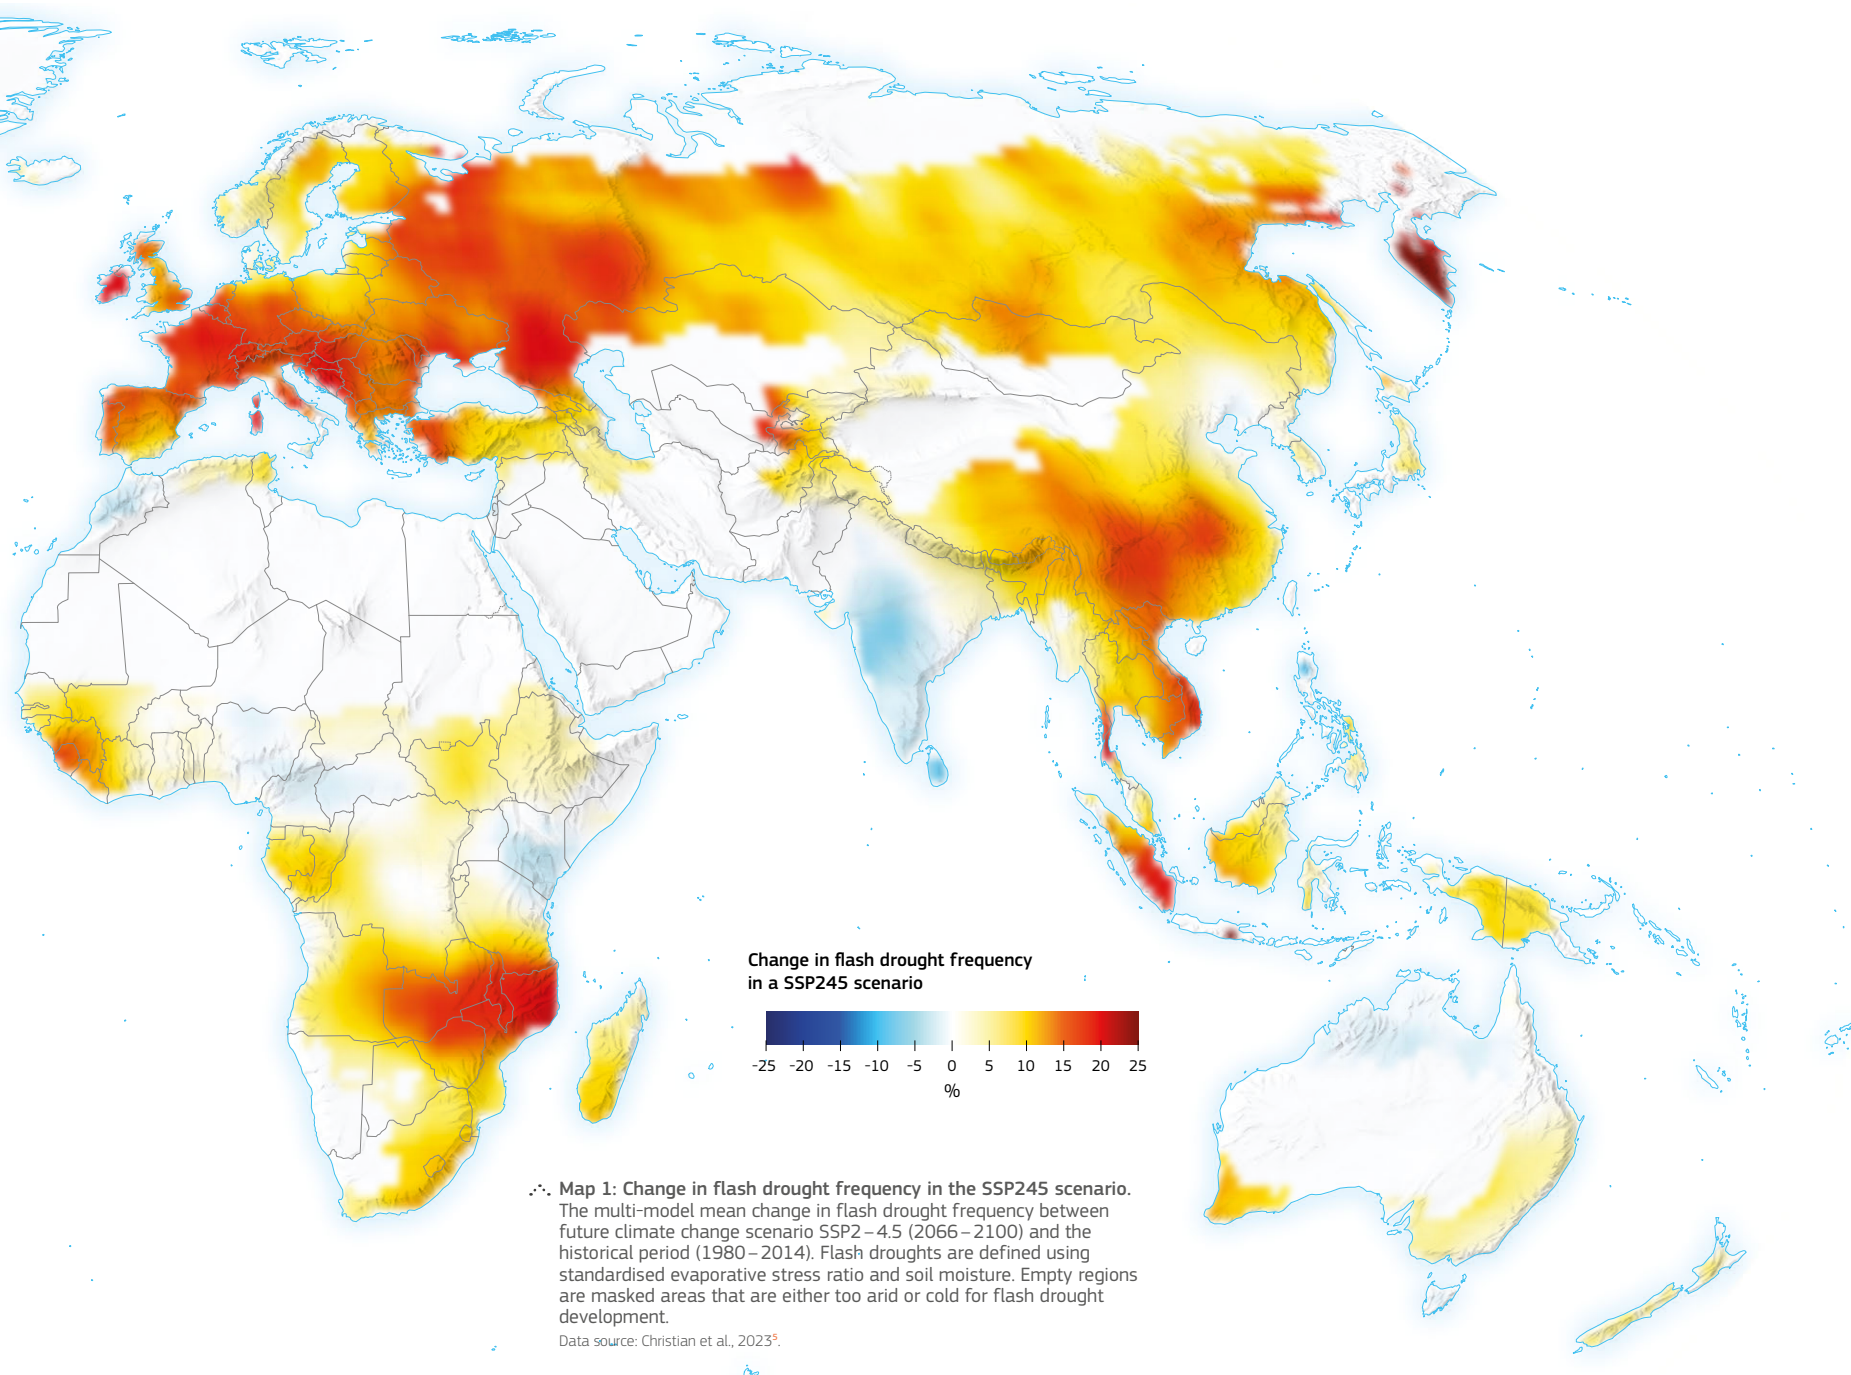 Change in flash drought frequency
in a SSP245 scenario
-25 -20 -15 -10 -5 0 5 10 15 20 25
%
Map 1: Change in flash drought frequency in the SSP245 scenario.
The multi-model mean change in flash drought frequency between
future climate change scenario SSP2–4.5 (2066–2100) and the
historical period (1980–2014). Flash droughts are defined using
standardised evaporative stress ratio and soil moisture. Empty regions
are masked areas that are either too arid or cold for flash drought
development.
Data source: Christian et al., 2023⁵.